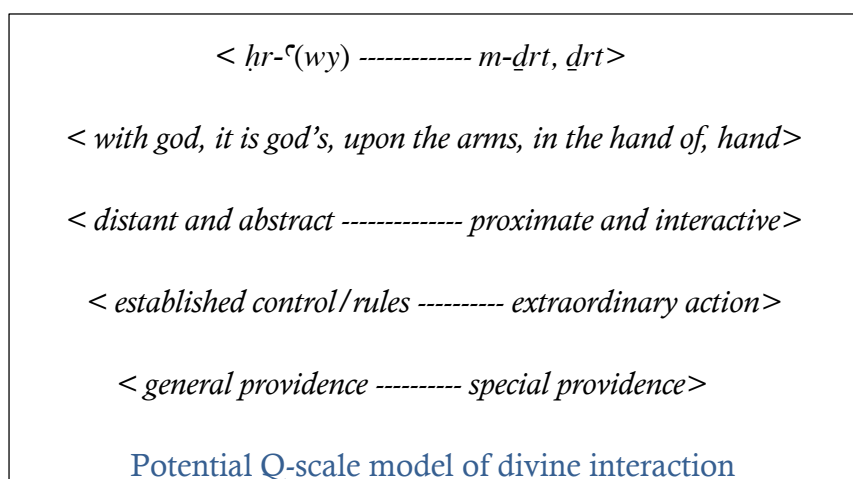 < ḥr-ꜥ(wy) ------------- m-ḏrt, ḏrt>
< with god, it is god’s, upon the arms, in the hand of, hand>
< distant and abstract -------------- proximate and interactive>
< established control/rules ---------- extraordinary action>
< general providence ---------- special providence>
Potential Q-scale model of divine interaction